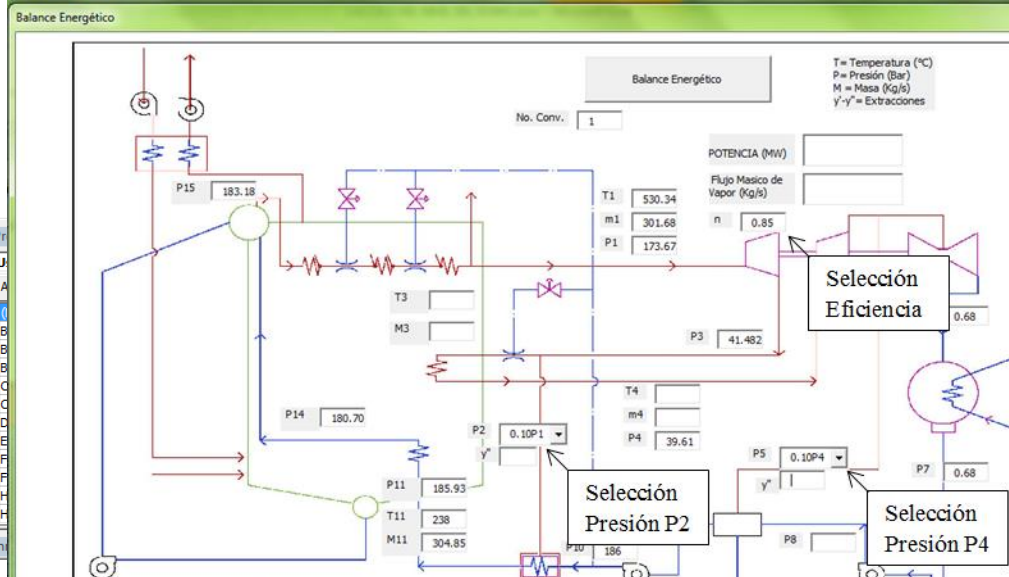 Balance Energético
Balance Energético
T= Temperatura (°C)
P= Presión (Bar)
M = Masa (Kg/s)
y'-y''= Extracciones
No. Conv.
1
POTENCIA (MW)
Flujo Masico de
Vapor (Kg/s)
P15
183.18
T1
530.34
m1
301.68
P1
173.67
n
0.85
Selección
Eficiencia
T3
M3
P3
41.482
0.68
T4
m4
P4
39.61
P14
180.70
P2
0.10P1
y''
P5
0.10P4
y''
P7
0.68
P11
185.93
T11
238
M11
304.85
Selección
Presión P2
Selección
Presión P4
P10
186
P8